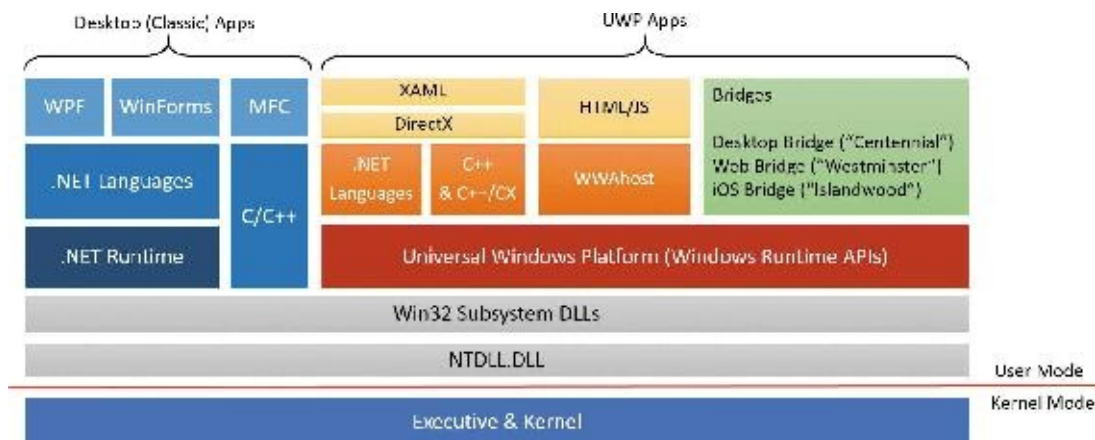 Desktop (Classic) Apps
UWP Apps
WPF
WinForms
MFC
XAML
DirectX
HTML/JS
Bridges
Desktop Bridge ("Centennial")
Web Bridge ("Westminster")
iOS Bridge ("Islandwood")
.NET Languages
C/C++
.NET
Languages
C++
& C++/CX
WWAhost
.NET Runtime
Universal Windows Platform (Windows Runtime APIs)
Win32 Subsystem DLLs
NTDLL.DLL
User Mode
Kernel Mode
Executive & Kernel